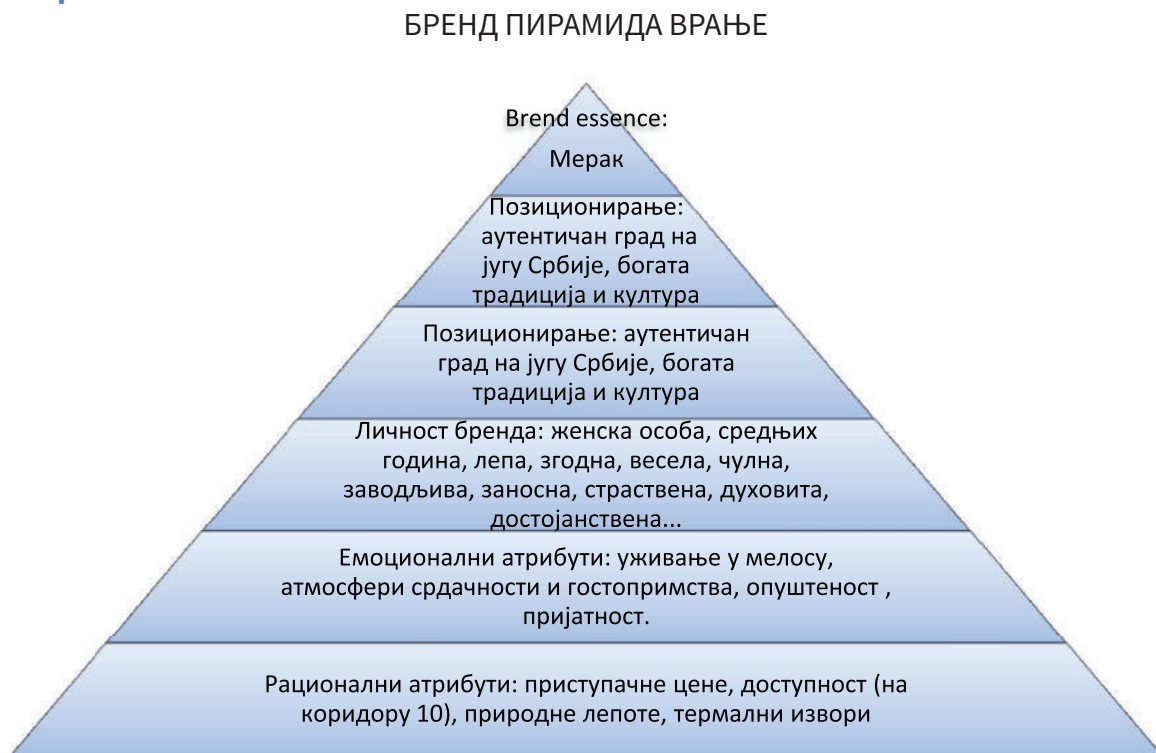 БРЕНД ПИРАМИДА ВРАЊЕ
Brend essence:
Мерак
Позиционирање:
аутентичан град на
југу Србије, богата
традиција и култура
Позиционирање: аутентичан
град на југу Србије, богата
традиција и култура
Личност бренда: женска особа, средњих
година, лепа, згодна, весела, чулна,
заводљива, заносна, страствена, духовита,
достојанствена...
Емоционални атрибути: уживање у мелосу,
атмосфери срдачности и гостопримства, опуштеност ,
пријатност.
Рационални атрибути: приступачне цене, доступност (на
коридору 10), природне лепоте, термални извори